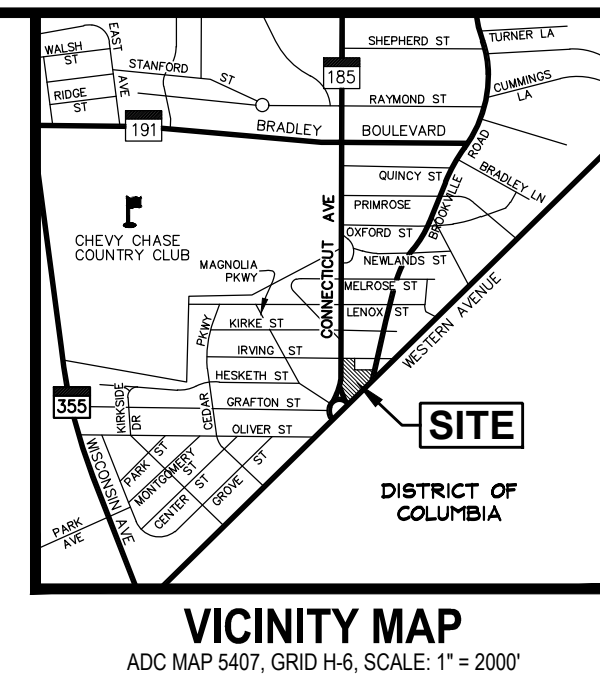 WALSH
ST
EAST
AVE
STANFORD
ST
RIDGE
ST
191
185
SHEPHERD ST
TURNER LA
CUMMINGS
LA
RAYMOND ST
BRADLEY
BOULEVARD
QUINCY ST
BRADLEY LN
PRIMROSE
BROOKVILLE
ROAD
OXFORD ST
CHEVY CHASE
COUNTRY CLUB
CONNECTICUT AVE
NEWLANDS ST
MAGNOLIA
PKWY
MELROSE ST
LENOX ST
WESTERN AVENUE
KIRKE ST
IRVING ST
HESKETH ST
GRAFTON ST
OLIVER ST
CEDAR
PKWY
355
KIRKSIDE
DR
SITE
WISCONSIN AVE
PARK ST
MONTGOMERY
ST
CENTER ST
GROVE ST
PARK
AVE
DISTRICT OF
COLUMBIA
VICINITY MAP
ADC MAP 5407, GRID H-6, SCALE: 1" = 2000'